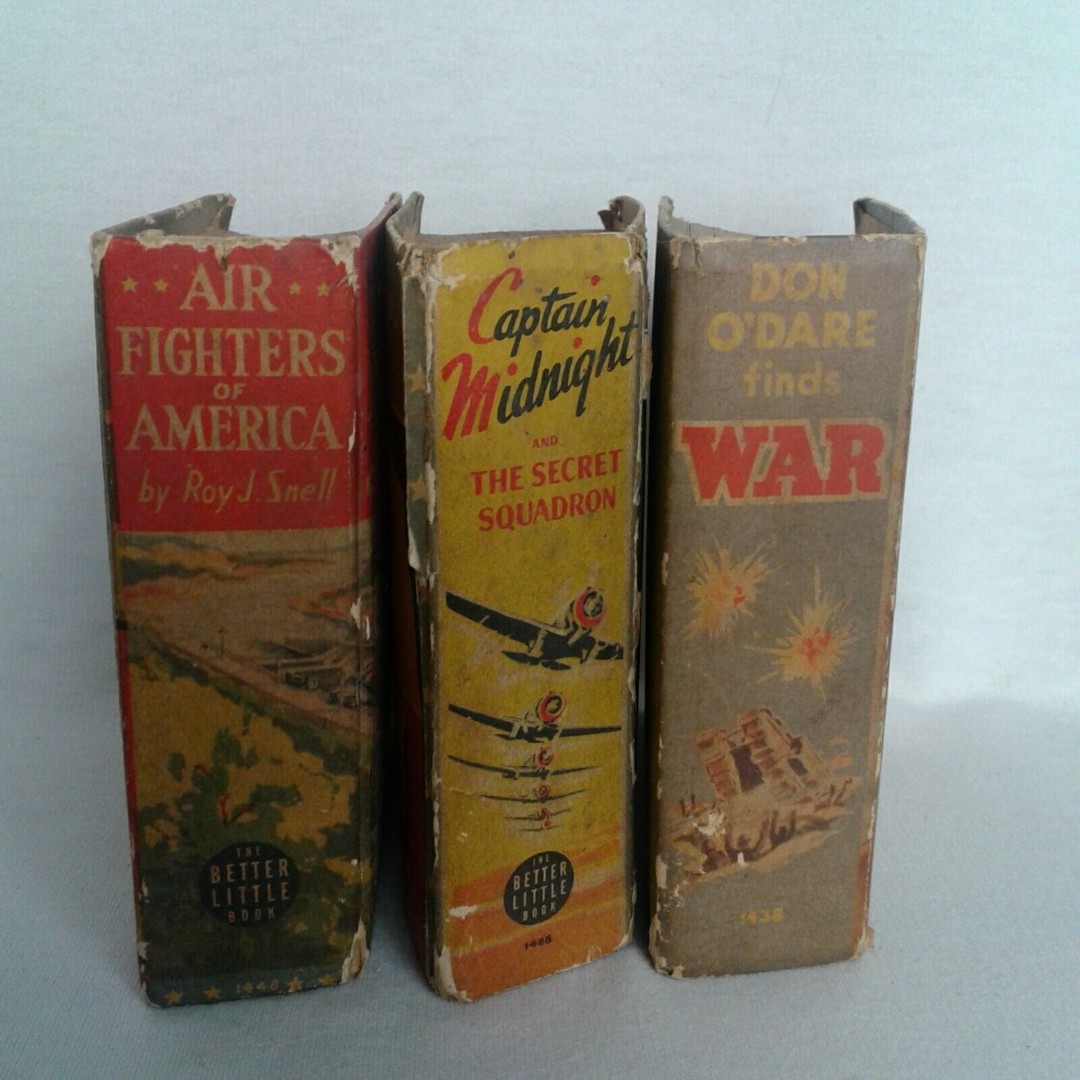 AIR
FIGHTERS
OF
AMERICA
by Roy J. Snell
THE
BETTER
LITTLE
BOOK
1448
Captain
Midnight
AND
THE SECRET
SQUADRON
THE
BETTER
LITTLE
BOOK
1488
DON
O'DARE
finds
WAR
1438